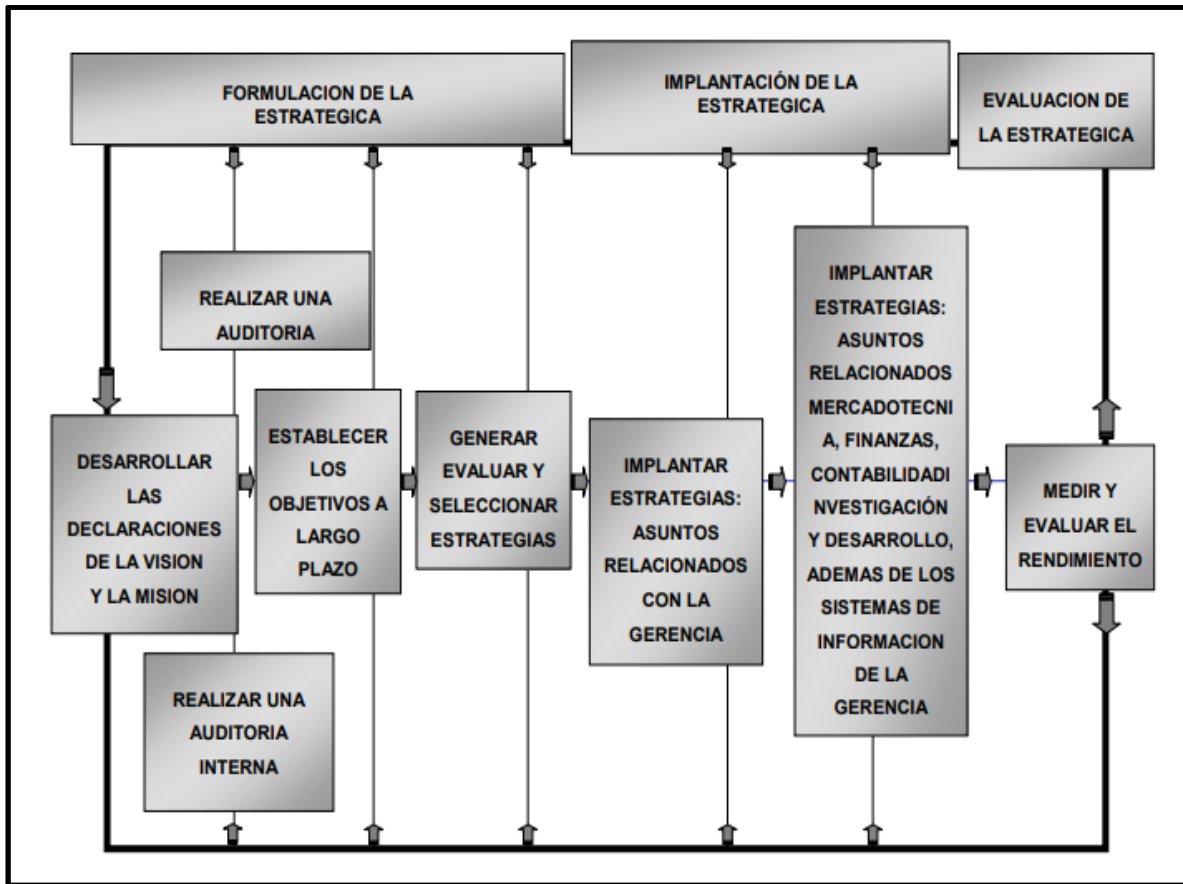 FORMULACION DE LA
ESTRATEGICA
IMPLANTACIÓN DE LA
ESTRATEGICA
EVALUACION DE
LA ESTRATEGICA
REALIZAR UNA
AUDITORIA
DESARROLLAR
LAS
DECLARACIONES
DE LA VISION
Y LA MISION
ESTABLECER
LOS
OBJETIVOS A
LARGO
PLAZO
GENERAR
EVALUAR Y
SELECCIONAR
ESTRATEGIAS
IMPLANTAR
ESTRATEGIAS:
ASUNTOS
RELACIONADOS
CON LA
GERENCIA
IMPLANTAR
ESTRATEGIAS:
ASUNTOS
RELACIONADOS
MERCADOTECNI
A, FINANZAS,
CONTABILIDADI
NVESTIGACIÓN
Y DESARROLLO,
ADEMAS DE LOS
SISTEMAS DE
INFORMACION
DE LA
GERENCIA
MEDIR Y
EVALUAR EL
RENDIMIENTO
REALIZAR UNA
AUDITORIA
INTERNA